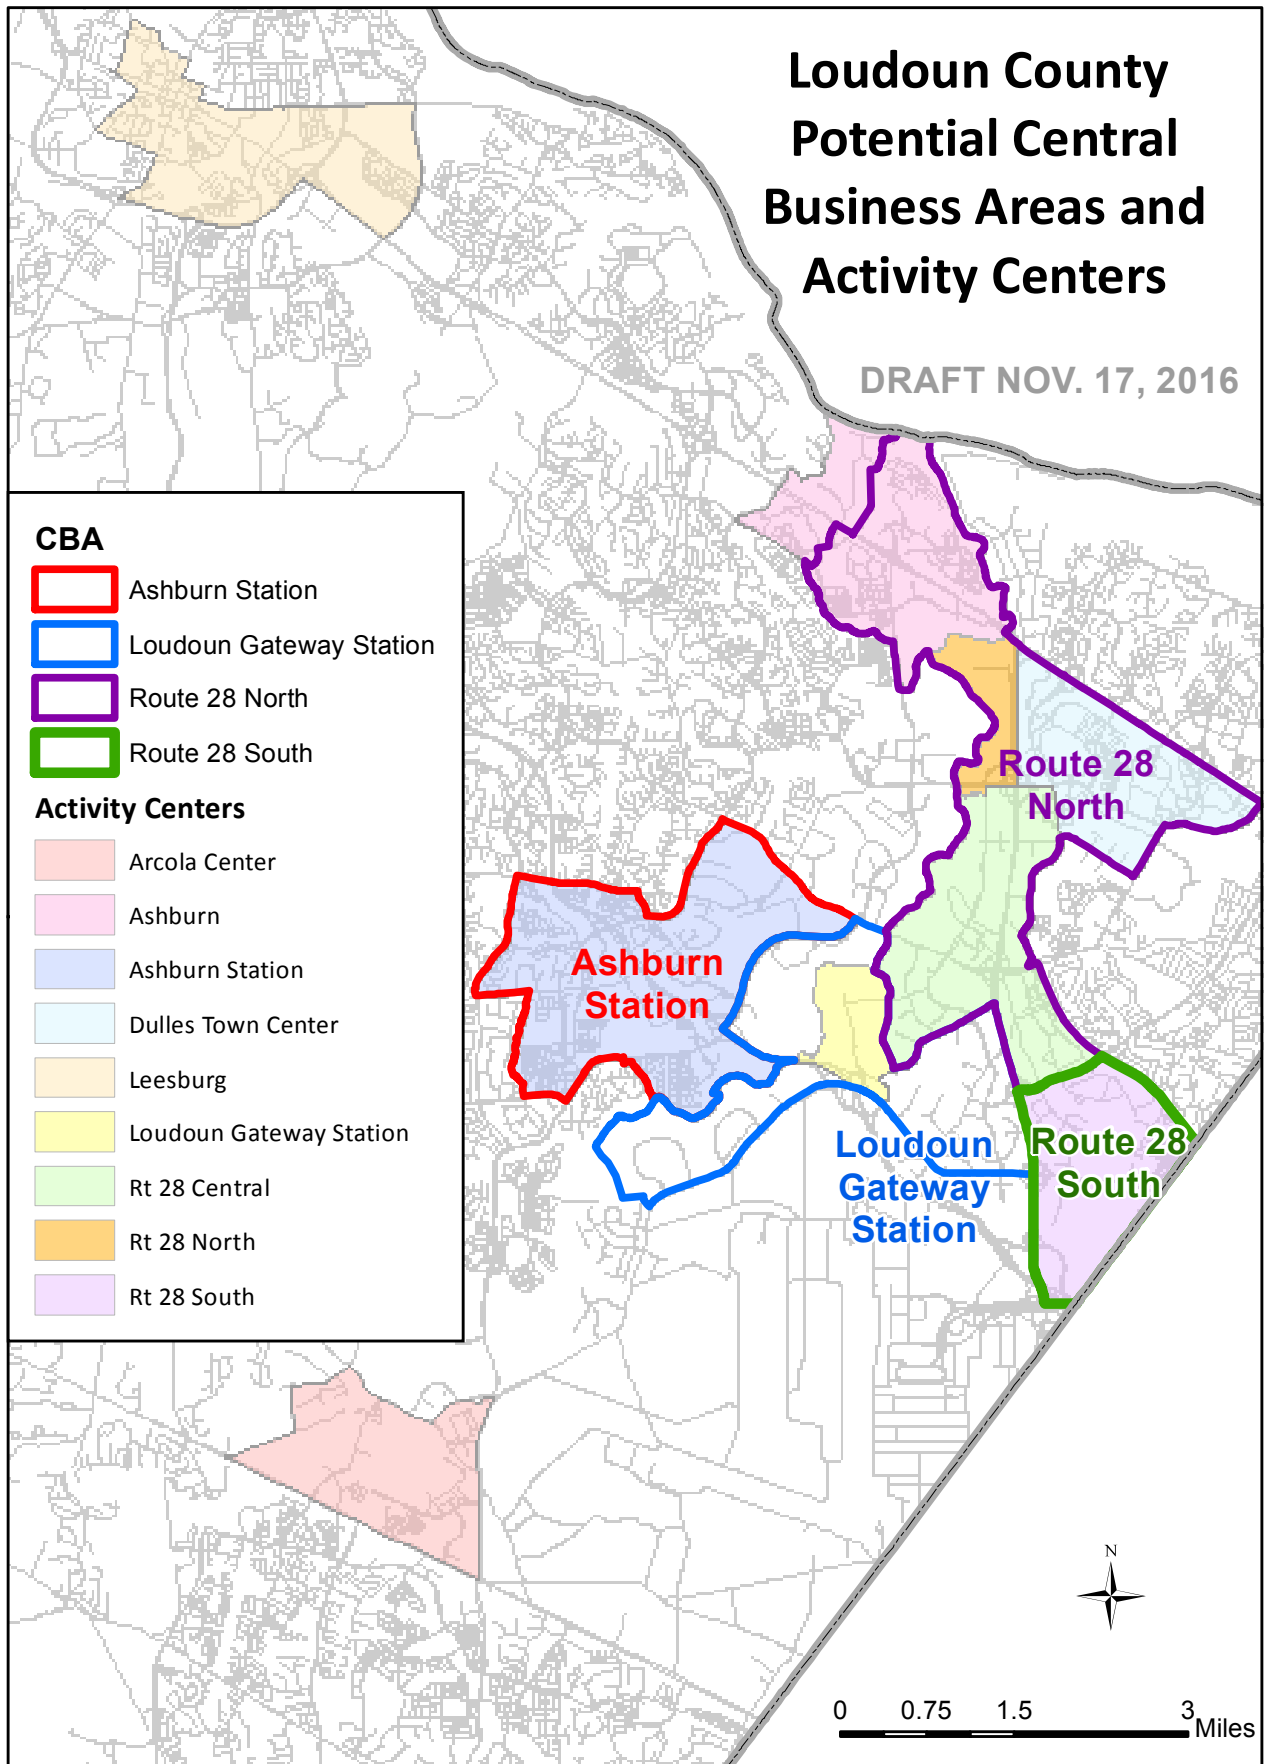 Loudoun County
Potential Central
Business Areas and
Activity Centers
DRAFT NOV. 17, 2016
CBA
Ashburn Station
Loudoun Gateway Station
Route 28 North
Route 28 South
Activity Centers
Arcola Center
Ashburn
Ashburn Station
Dulles Town Center
Leesburg
Loudoun Gateway Station
Rt 28 Central
Rt 28 North
Rt 28 South
Route 28
North
Ashburn
Station
Loudoun
Gateway
Station
Route 28
South
N
0 0.75 1.5 3
Miles